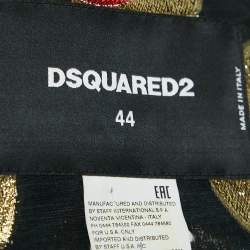 DSQUARED2
44
MADE IN ITALY
EAC
MANUFACTURED AND DISTRIBUTED
BY STAFF INTERNATIONAL S.P.A
NOVENTA VICENTINA - ITALY
FOR U.S.A. ONLY
IMPORTED AND DISTRIBUTED
BY STAFF USA, INC